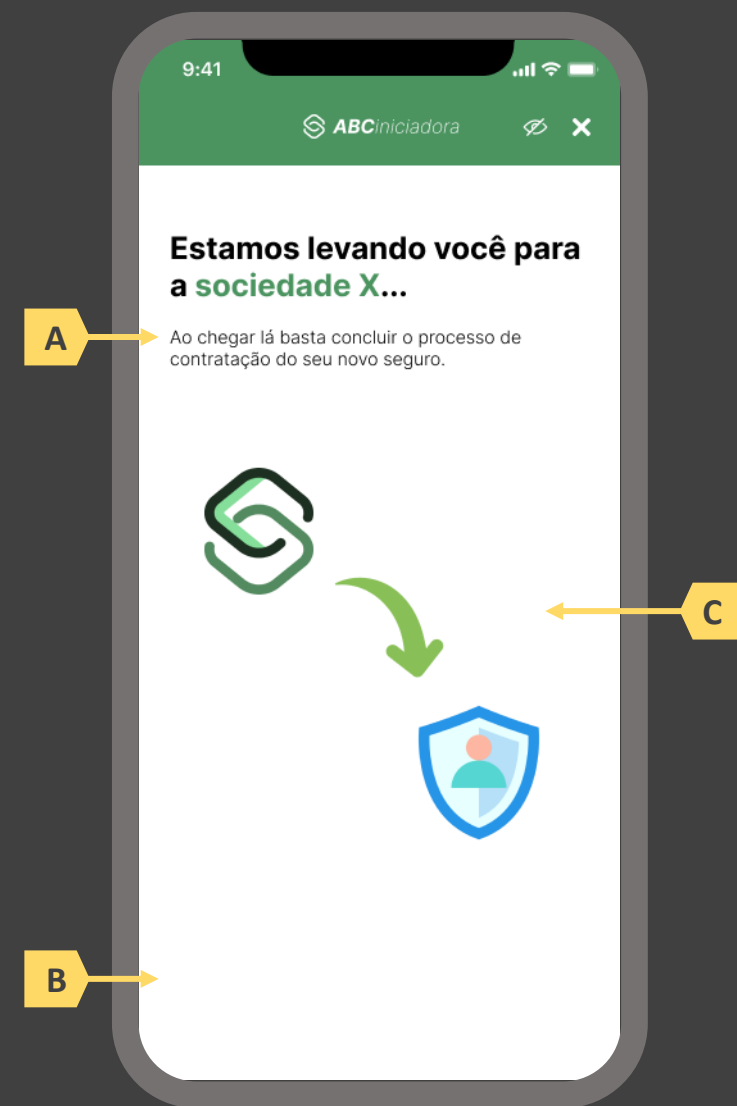 9:41
ABCiniciadora
Estamos levando você para
a sociedade X...
A
Ao chegar lá basta concluir o processo de
contratação do seu novo seguro.
C
B